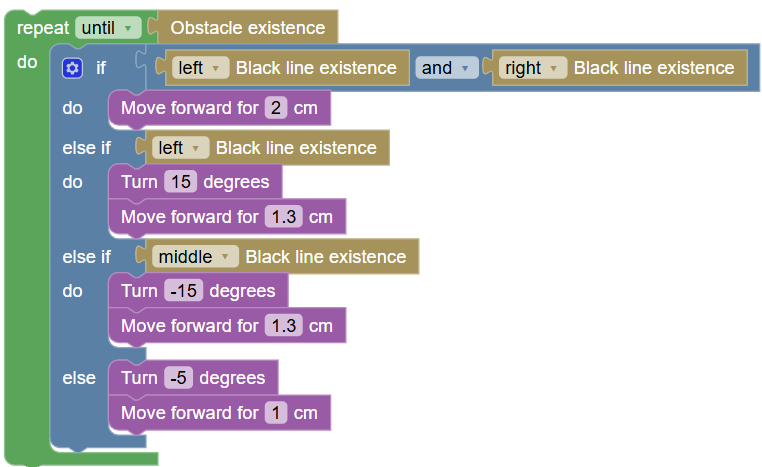 repeat until Obstacle existence
do if left Black line existence and right Black line existence
do Move forward for 2 cm
else if left Black line existence
do Turn 15 degrees
Move forward for 1.3 cm
else if middle Black line existence
do Turn -15 degrees
Move forward for 1.3 cm
else Turn -5 degrees
Move forward for 1 cm